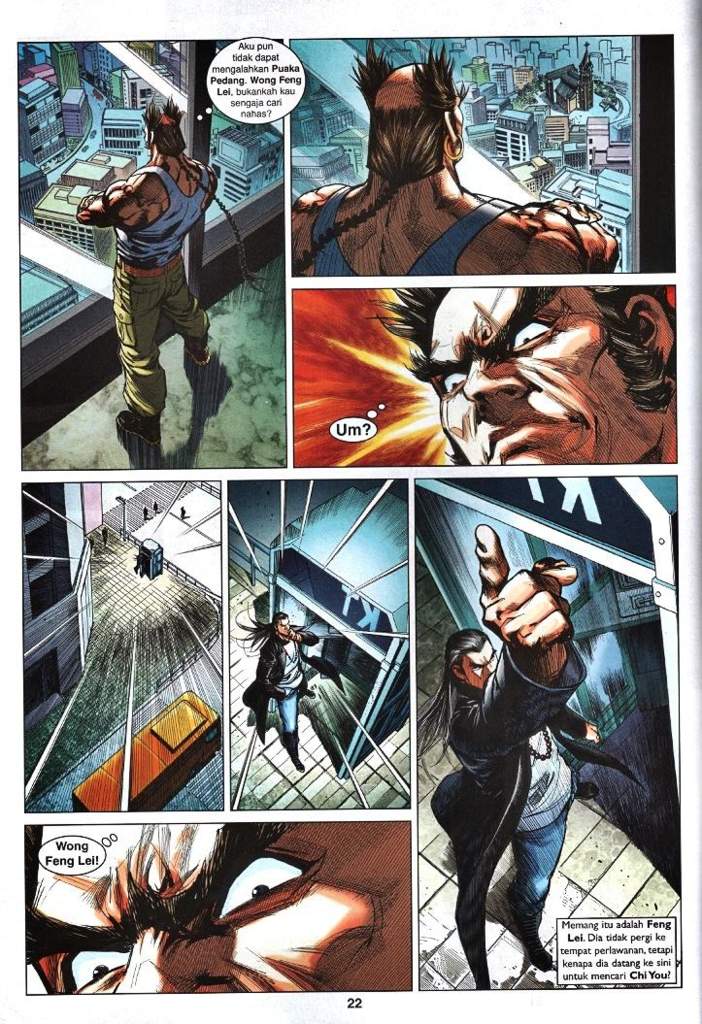 Aku pun
tidak dapat
mengalahkan Puaka
Pedang. Wong Feng
Lei, bukankah kau
sengaja cari
nahas?
Um?
KI
KI
Wong
Feng Lei!
Memang itu adalah Feng
Lei. Dia tidak pergi ke
tempat perlawanan, tetapi
kenapa dia datang ke sini
untuk mencari Chi You?
22